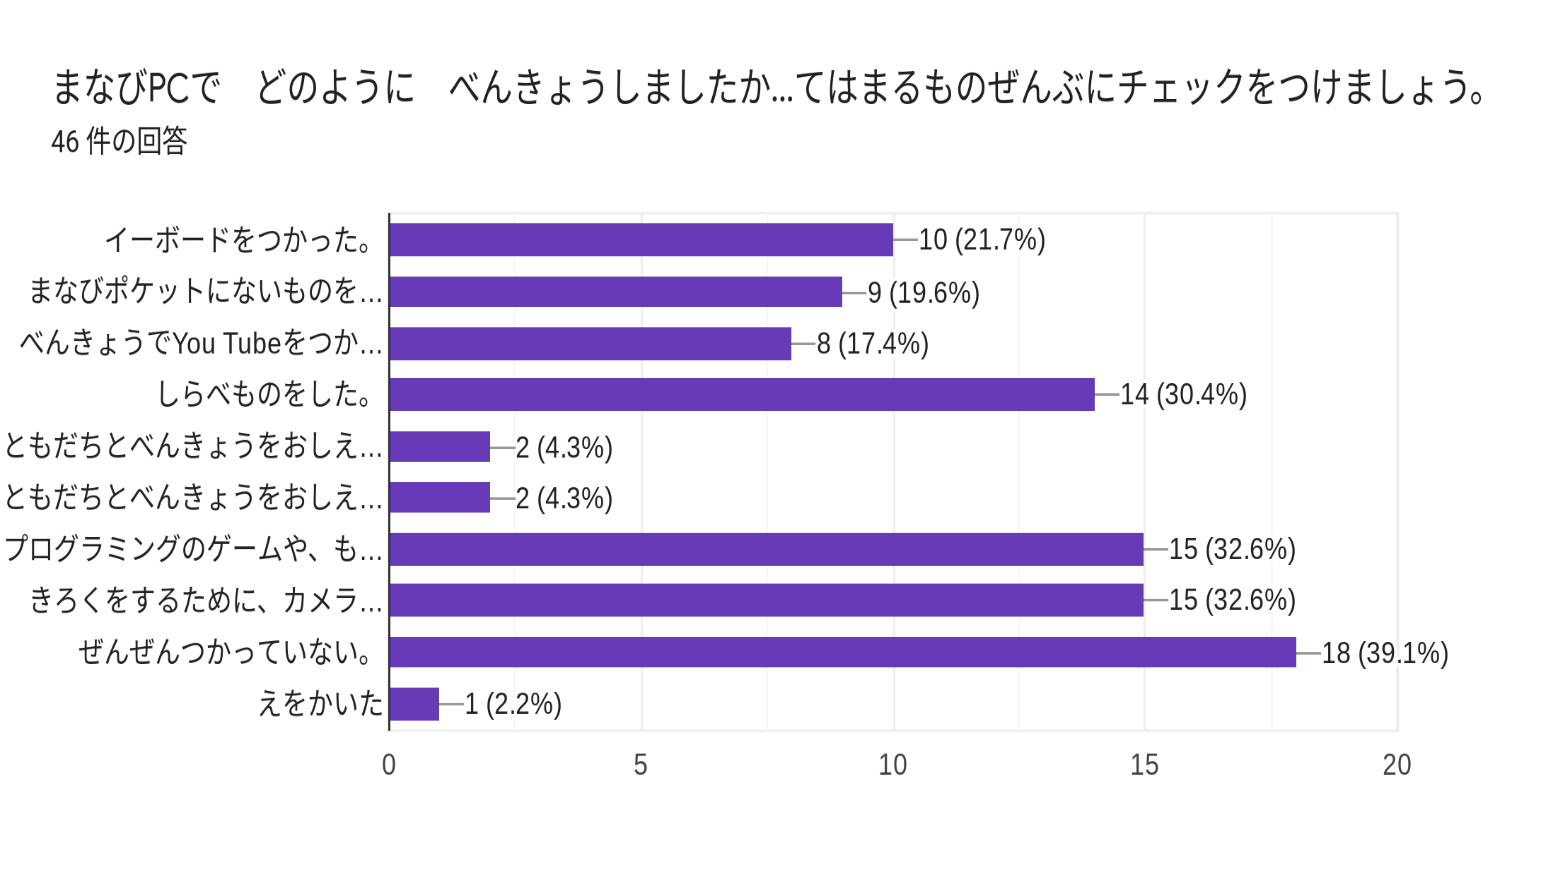 まなびPCで　どのように　べんきょうしましたか...てはまるものぜんぶにチェックをつけましょう。
46 件の回答
イーボードをつかった。
10 (21.7%)
まなびポケットにないものを…
9 (19.6%)
べんきょうでYou Tubeをつか…
8 (17.4%)
しらべものをした。
14 (30.4%)
ともだちとべんきょうをおしえ…
2 (4.3%)
ともだちとべんきょうをおしえ…
2 (4.3%)
プログラミングのゲームや、も…
15 (32.6%)
きろくをするために、カメラ…
15 (32.6%)
ぜんぜんつかっていない。
18 (39.1%)
えをかいた
1 (2.2%)
0 5 10 15 20